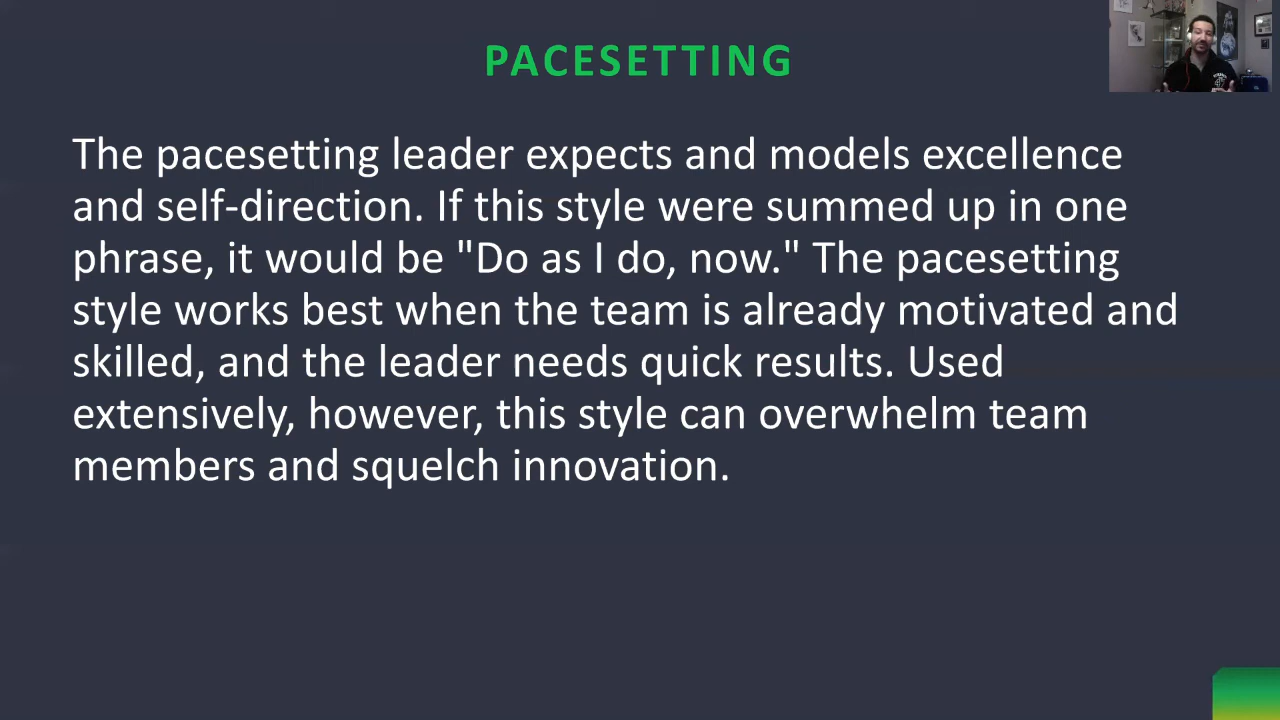 PACESETTING
The pacesetting leader expects and models excellence
and self-direction. If this style were summed up in one
phrase, it would be "Do as I do, now." The pacesetting
style works best when the team is already motivated and
skilled, and the leader needs quick results. Used
extensively, however, this style can overwhelm team
members and squelch innovation.